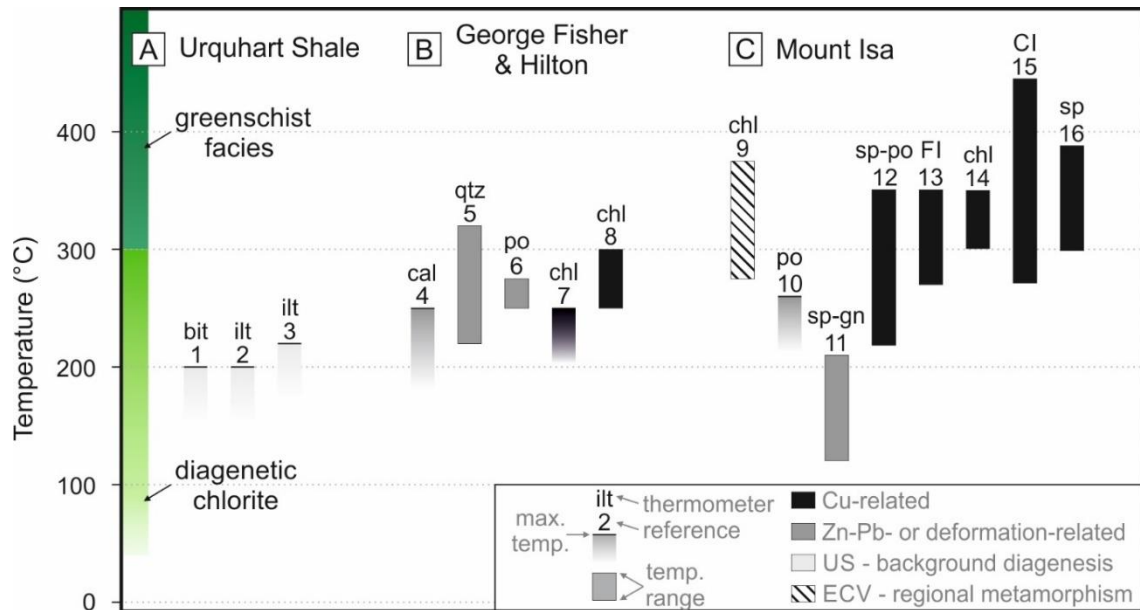 A Urquhart Shale
B George Fisher
& Hilton
C Mount Isa
Temperature (°C)
400
300
200
100
0
greenschist
facies
diagenetic
chlorite
bit
1
ilt
2
ilt
3
cal
4
qtz
5
po
6
chl
7
chl
8
chl
9
po
10
sp-gn
11
sp-po
12
FI
13
chl
14
CI
15
sp
16
ilt
2
thermometer
reference
max.
temp.
temp.
range
Cu-related
Zn-Pb- or deformation-related
US - background diagenesis
ECV - regional metamorphism